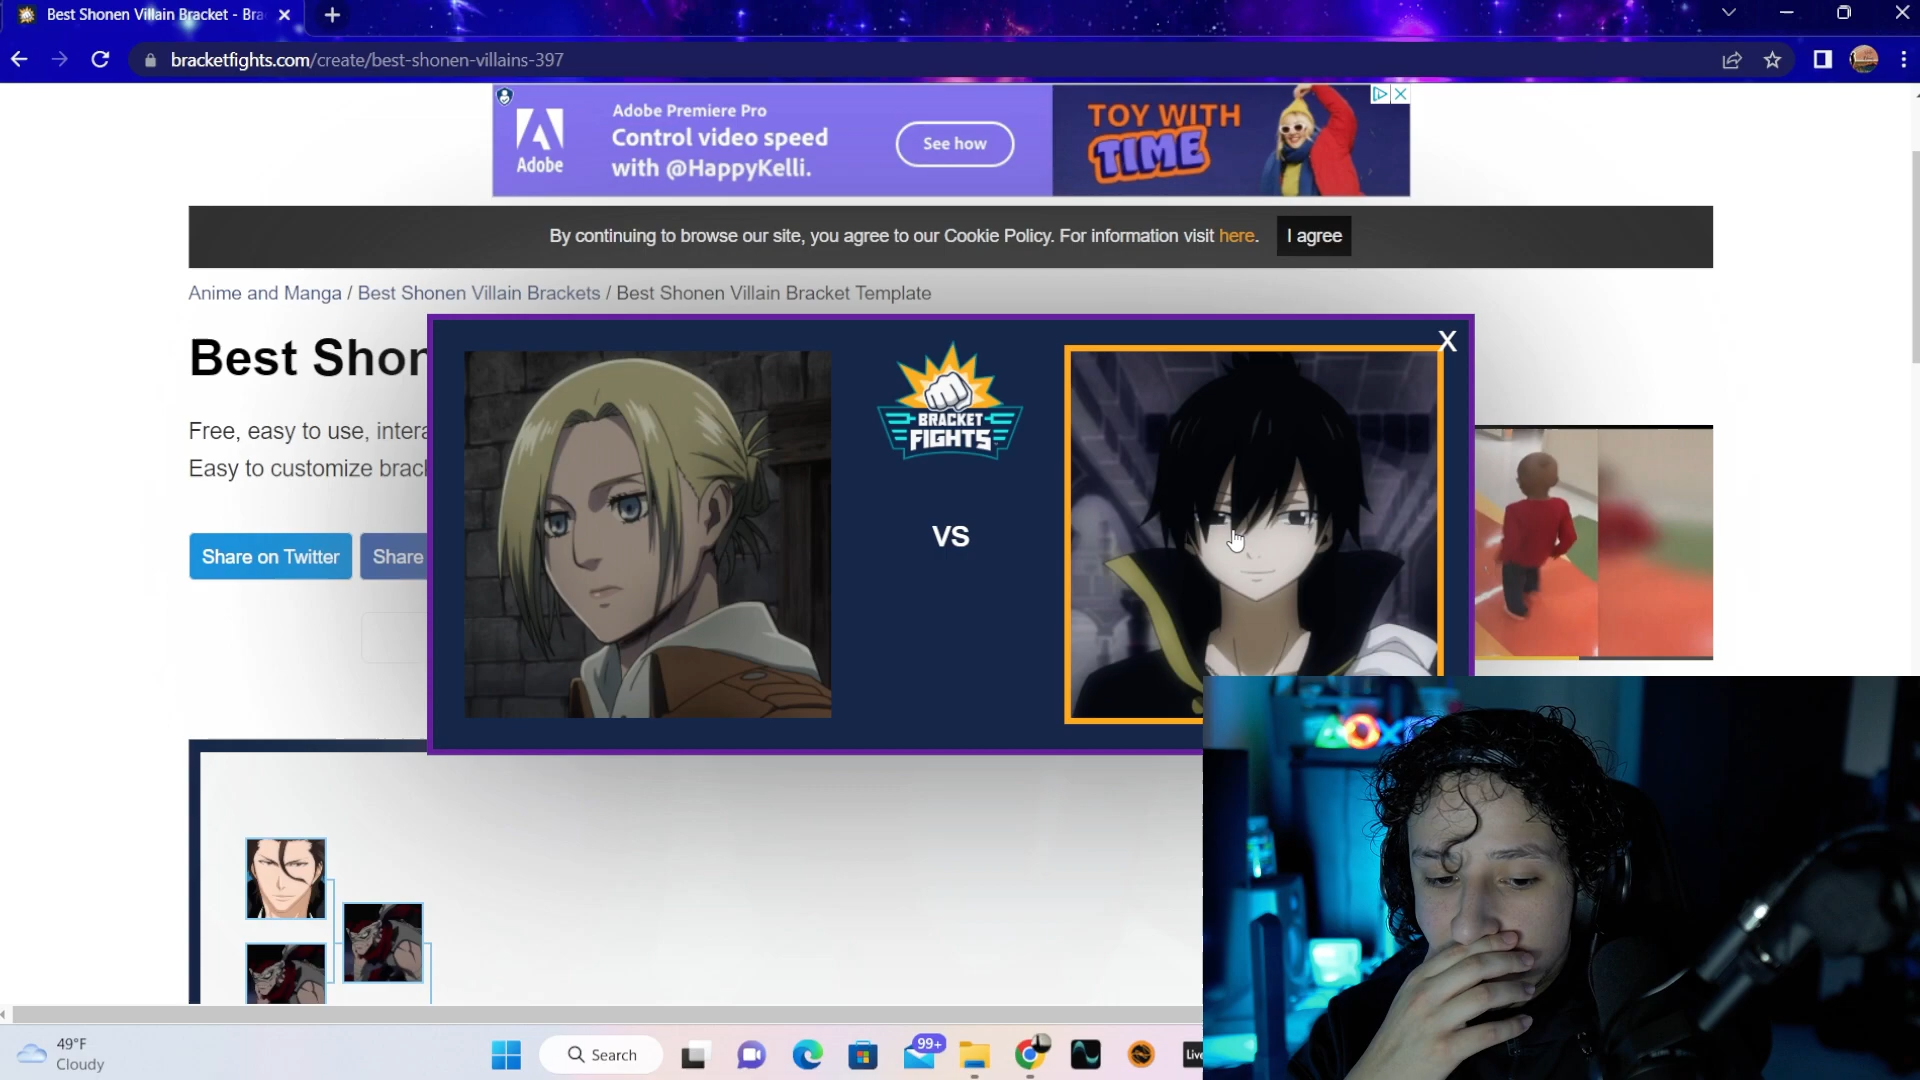 Best Shonen Villain Bracket - Bra
bracketfights.com/create/best-shonen-villains-397
Adobe
Adobe Premiere Pro
Control video speed
with @HappyKelli.
See how
TOY WITH
TIME
By continuing to browse our site, you agree to our Cookie Policy. For information visit here.
I agree
Anime and Manga / Best Shonen Villain Brackets / Best Shonen Villain Bracket Template
Best Shon
Free, easy to use, intera
Easy to customize brack
Share on Twitter
Share
X
BRACKET
FIGHTS
VS
49°F
Cloudy
Search
99+
Live